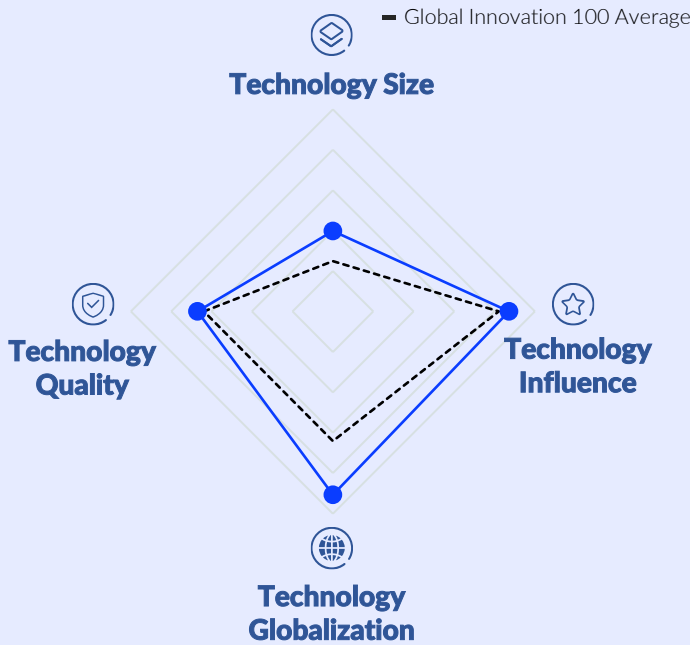 Global Innovation 100 Average
Technology Size
Technology
Quality
Technology
Influence
Technology
Globalization